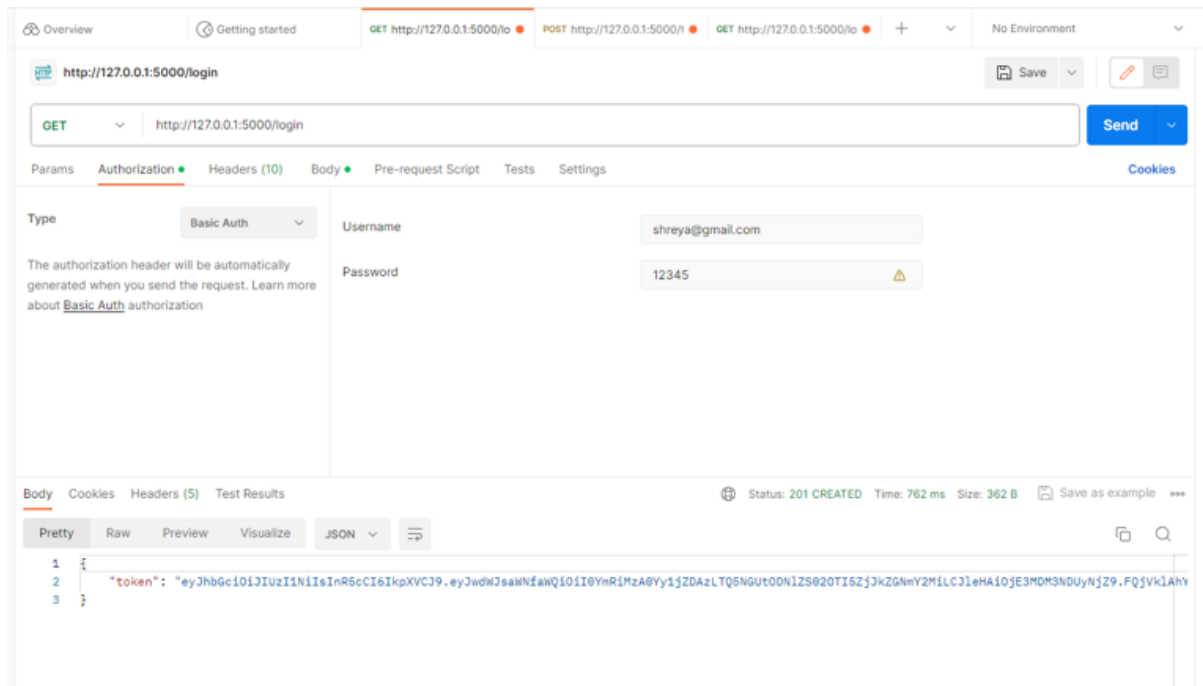 Overview
Getting started
GET http://127.0.0.1:5000/lo
POST http://127.0.0.1:5000/l
GET http://127.0.0.1:5000/lo
No Environment
HTTP
http://127.0.0.1:5000/login
Save
GET
http://127.0.0.1:5000/login
Send
Params Authorization Headers (10) Body Pre-request Script Tests Settings
Cookies
Type
Basic Auth
The authorization header will be automatically
generated when you send the request. Learn more
about Basic Auth authorization
Username
shreya@gmail.com
Password
12345
Body Cookies Headers (5) Test Results
Status: 201 CREATED Time: 762 ms Size: 362 B
Save as example
Pretty Raw Preview Visualize JSON
1 {
2 "token":
3 }